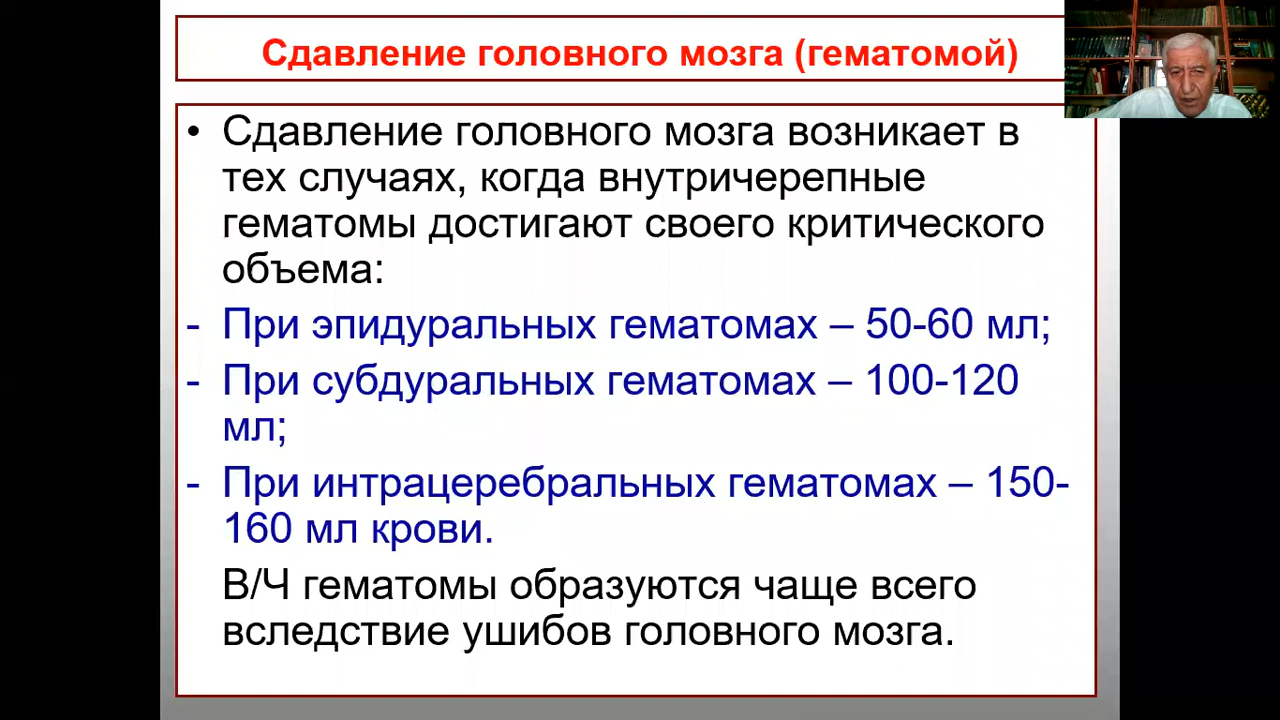 Сдавление головного мозга (гематомой)
• Сдавление головного мозга возникает в
тех случаях, когда внутричерепные
гематомы достигают своего критического
объема:
- При эпидуральных гематомах – 50-60 мл;
- При субдуральных гематомах – 100-120
мл;
- При интрацеребральных гематомах – 150-
160 мл крови.
В/Ч гематомы образуются чаще всего
вследствие ушибов головного мозга.